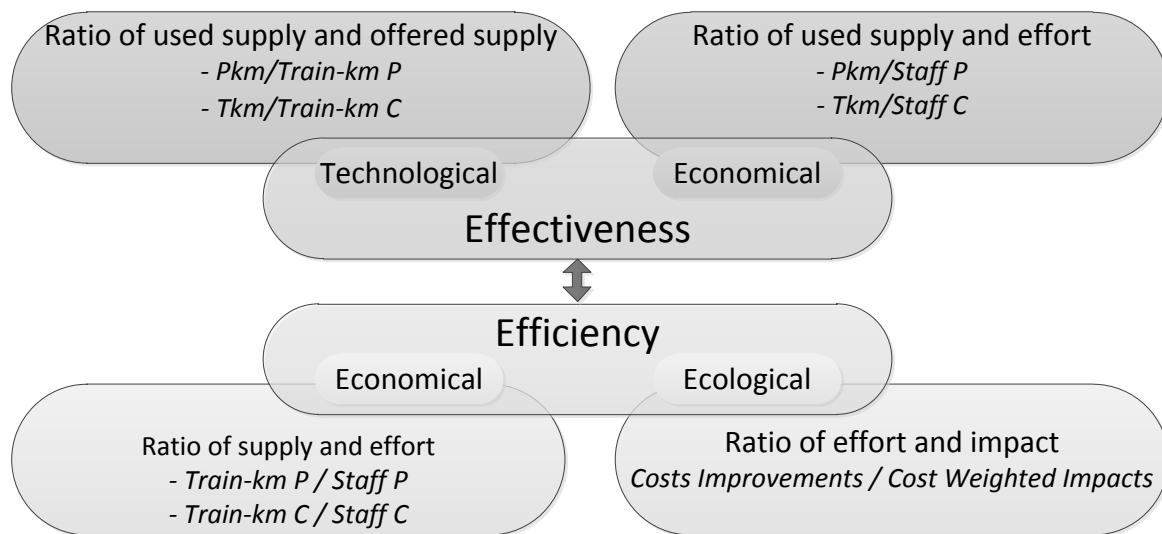 Ratio of used supply and offered supply
- Pkm/Train-km P
- Tkm/Train-km C
Ratio of used supply and effort
- Pkm/Staff P
- Tkm/Staff C
Technological
Economical
Effectiveness
Efficiency
Economical
Ecological
Ratio of supply and effort
- Train-km P / Staff P
- Train-km C / Staff C
Ratio of effort and impact
Costs Improvements / Cost Weighted Impacts